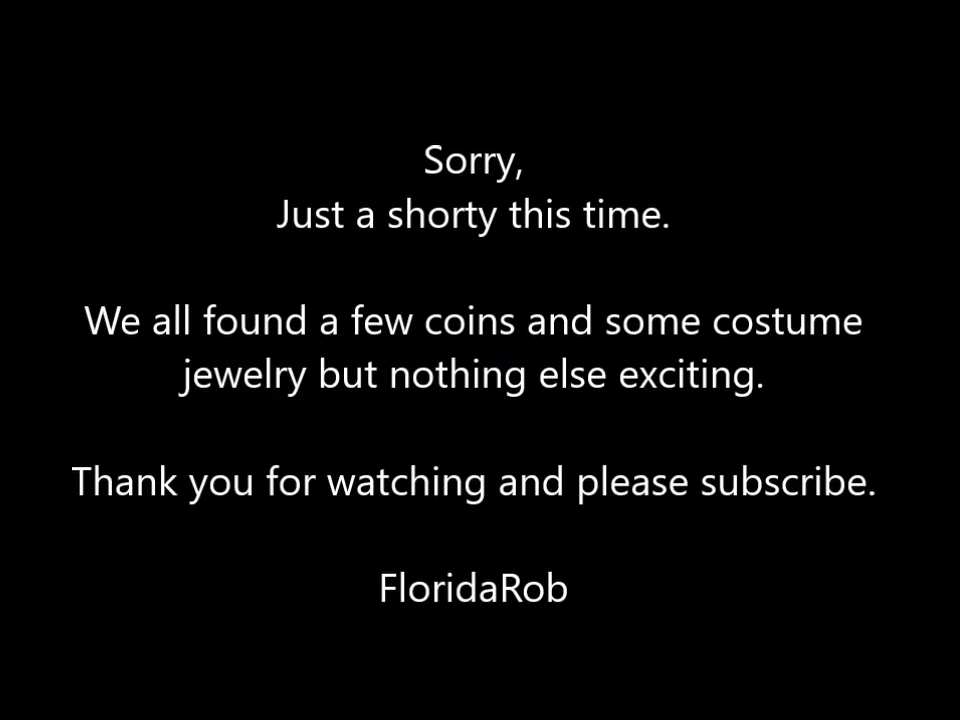 Sorry,
Just a shorty this time.
We all found a few coins and some costume
jewelry but nothing else exciting.
Thank you for watching and please subscribe.
FloridaRob